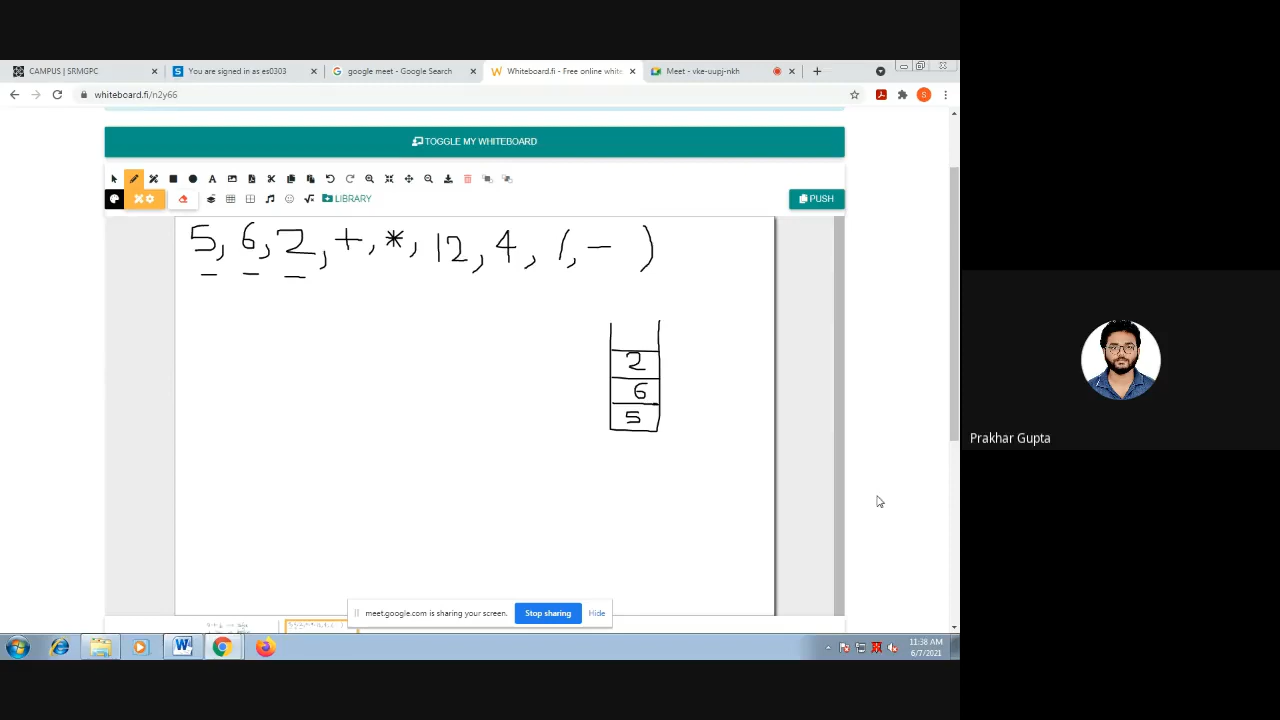 CAMPUS | SRMGPC
You are signed in as es0303
google meet - Google Search
Whiteboard.fi - Free online white
Meet - vke-uupj-nkh
whiteboard.fi/n2y66
S
TOGGLE MY WHITEBOARD
A
LIBRARY
PUSH
5, 6, 2, +, *, 12, 4, /, - )
2
6
5
Prakhar Gupta
meet.google.com is sharing your screen.
Stop sharing
Hide
11:38 AM
6/7/2021